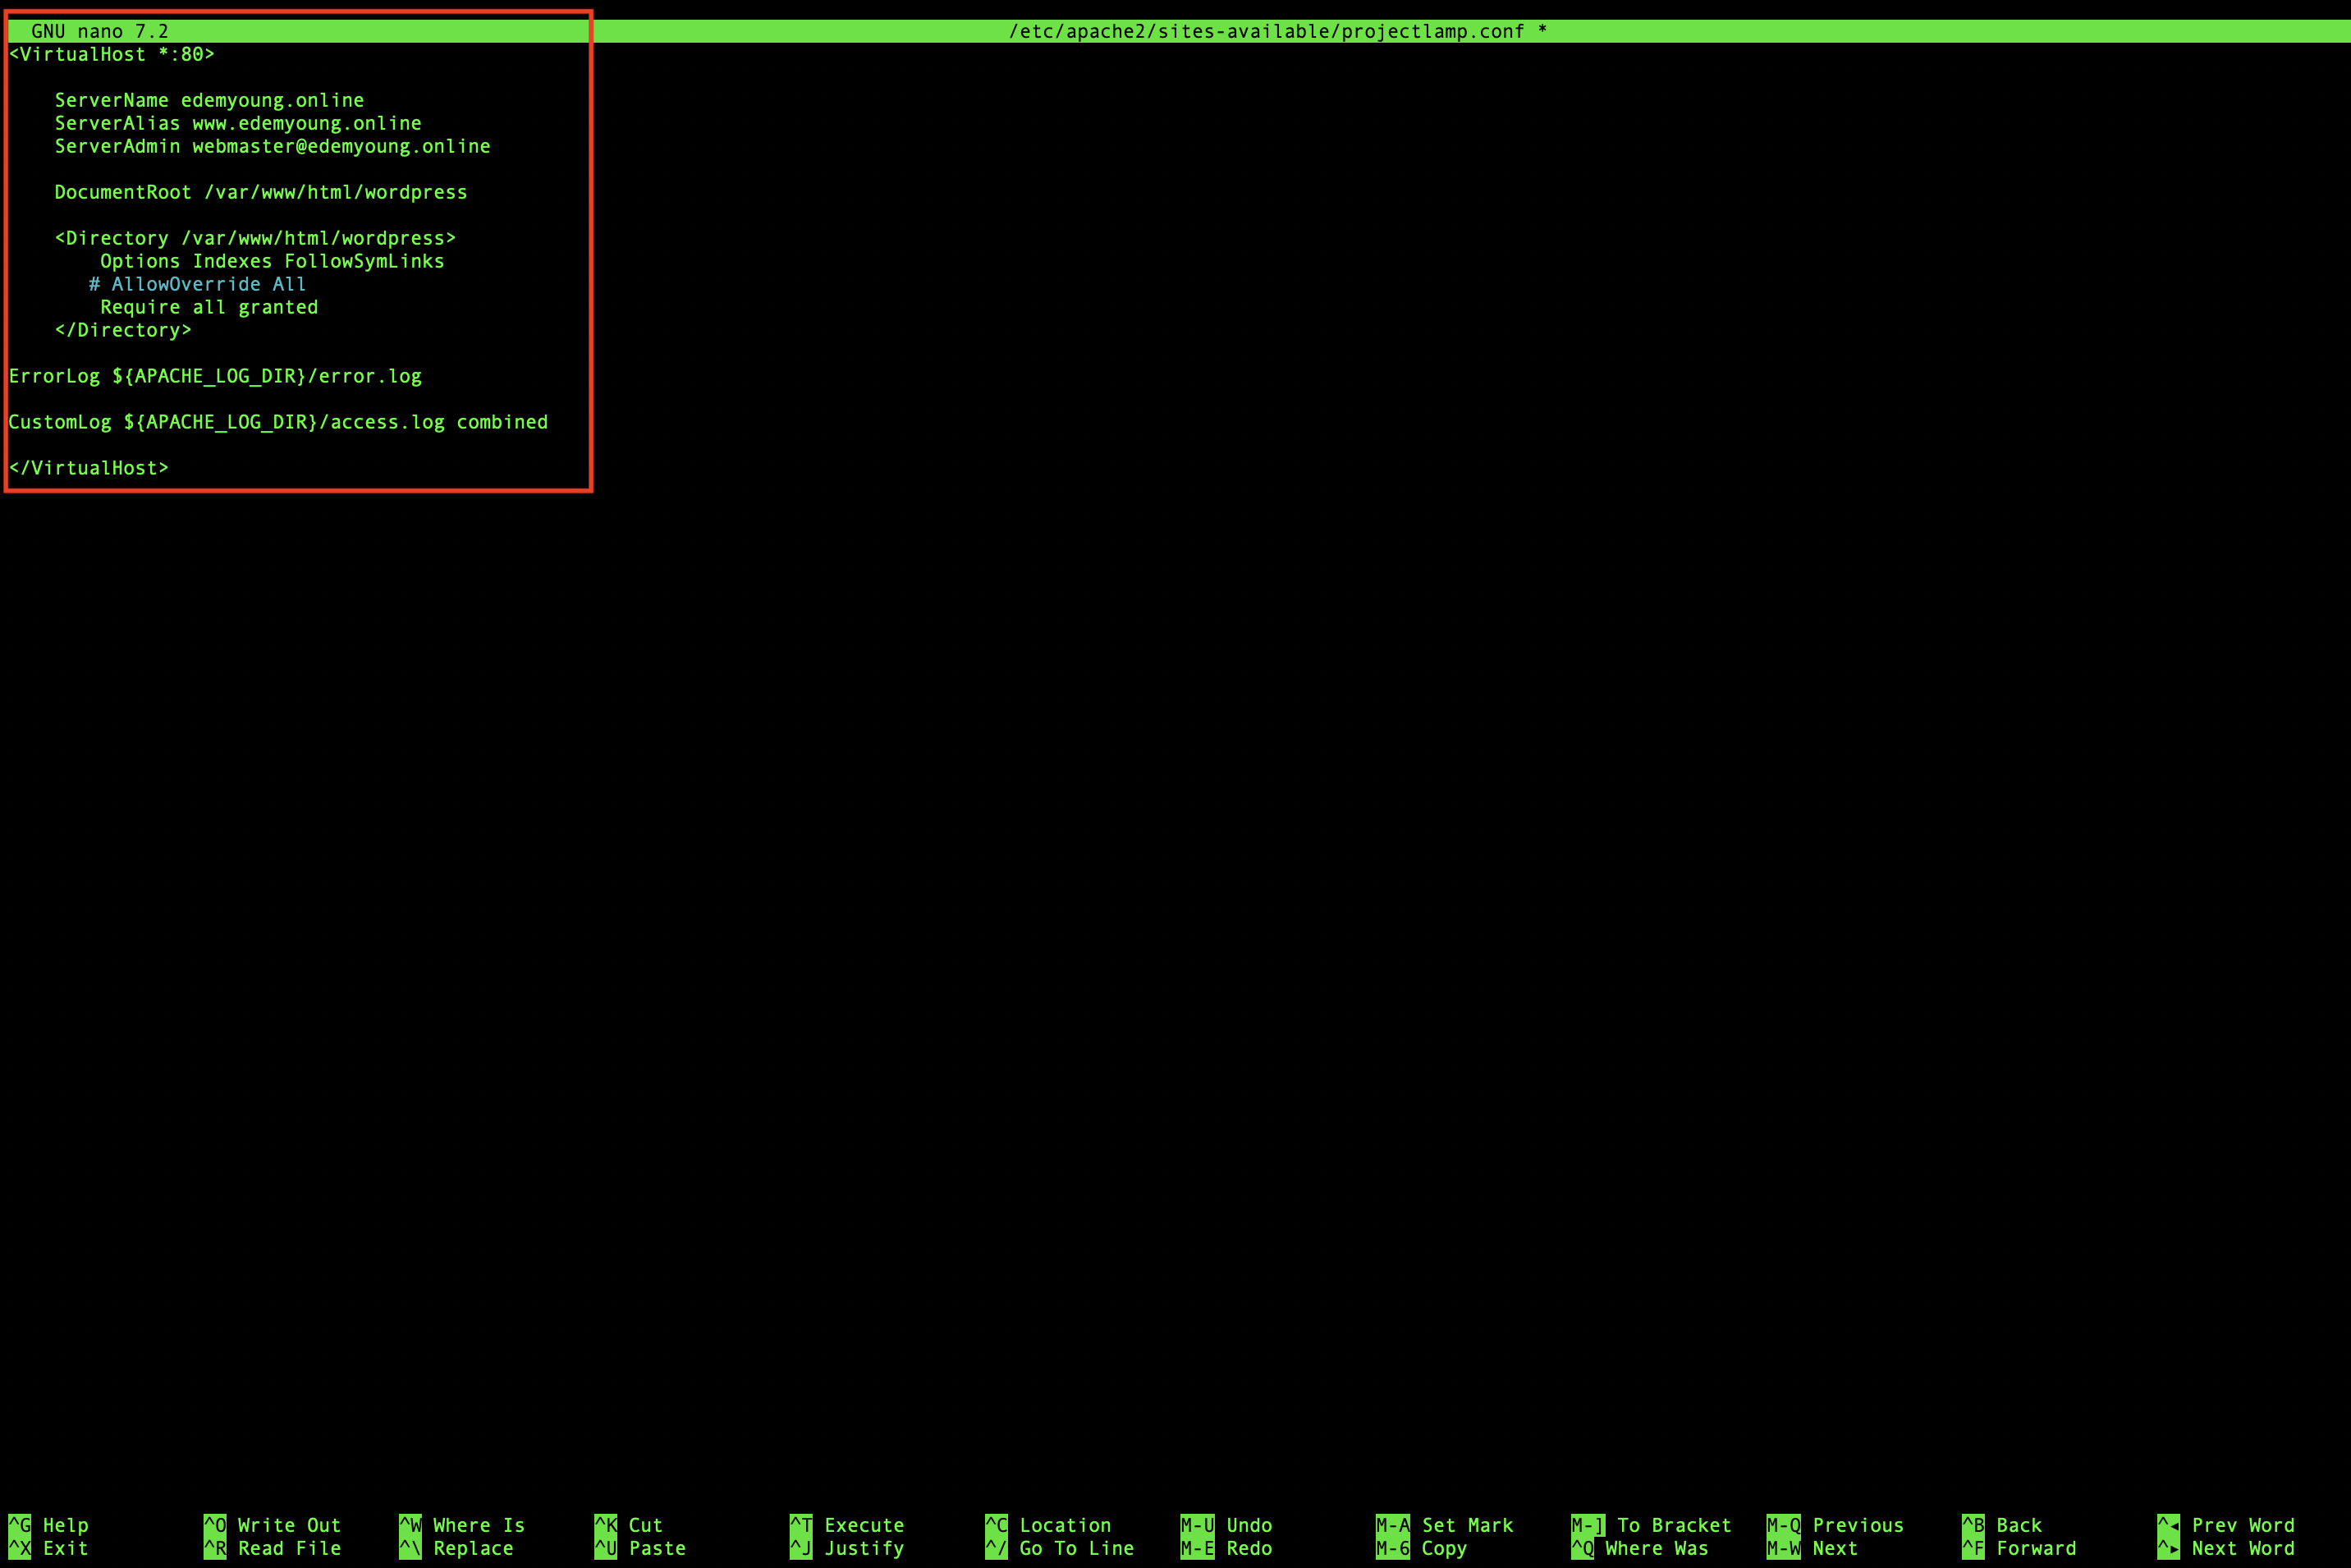 GNU nano 7.2 /etc/apache2/sites-available/projectlamp.conf *
<VirtualHost *:80>
ServerName edemyoung.online
ServerAlias www.edemyoung.online
ServerAdmin webmaster@edemyoung.online
DocumentRoot /var/www/html/wordpress
<Directory /var/www/html/wordpress>
Options Indexes FollowSymLinks
# AllowOverride All
Require all granted
</Directory>
ErrorLog ${APACHE_LOG_DIR}/error.log
CustomLog ${APACHE_LOG_DIR}/access.log combined
</VirtualHost>
^G Help ^O Write Out ^W Where Is ^K Cut ^T Execute ^C Location M-U Undo M-A Set Mark M-] To Bracket M-Q Previous ^B Back ^◂ Prev Word
^X Exit ^R Read File ^\ Replace ^U Paste ^J Justify ^/ Go To Line M-E Redo M-6 Copy ^Q Where Was M-W Next ^F Forward ^▸ Next Word